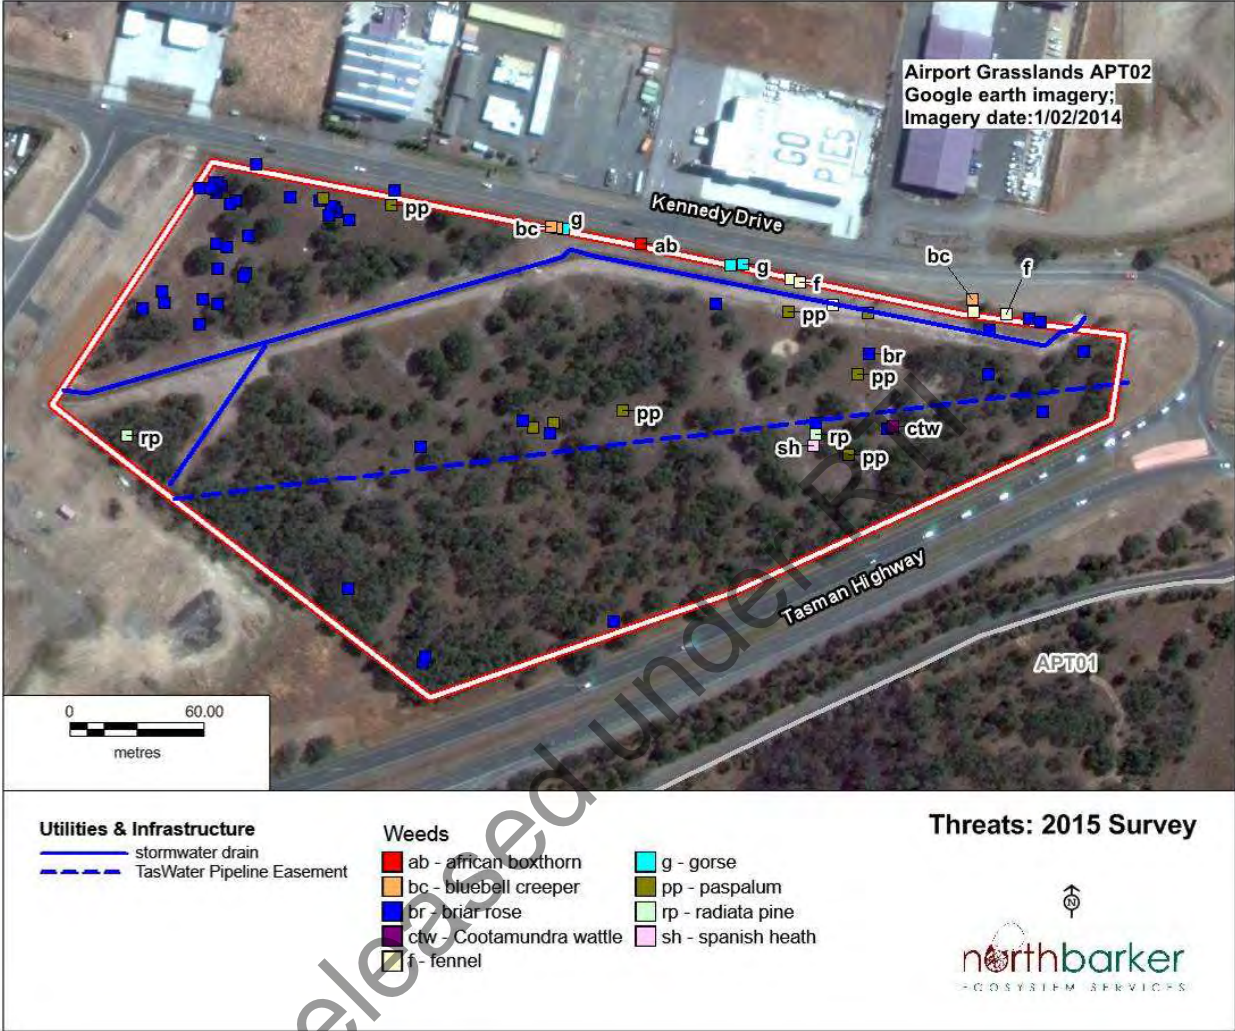 Airport Grasslands APT02
Google earth imagery;
Imagery date:1/02/2014
GO
PIES
Kennedy Drive
pp
bc
g
ab
g
f
bc
f
pp
br
pp
pp
rp
ctw
rp
sh
pp
Tasman Highway
APT01
0 60.00
metres
Threats: 2015 Survey
Utilities & Infrastructure
stormwater drain
TasWater Pipeline Easement
Weeds
ab - african boxthorn
bc - bluebell creeper
br - briar rose
ctw - Cootamundra wattle
f - fennel
g - gorse
pp - paspalum
rp - radiata pine
sh - spanish heath
N
northbarker
ECOSYSTEM SERVICES